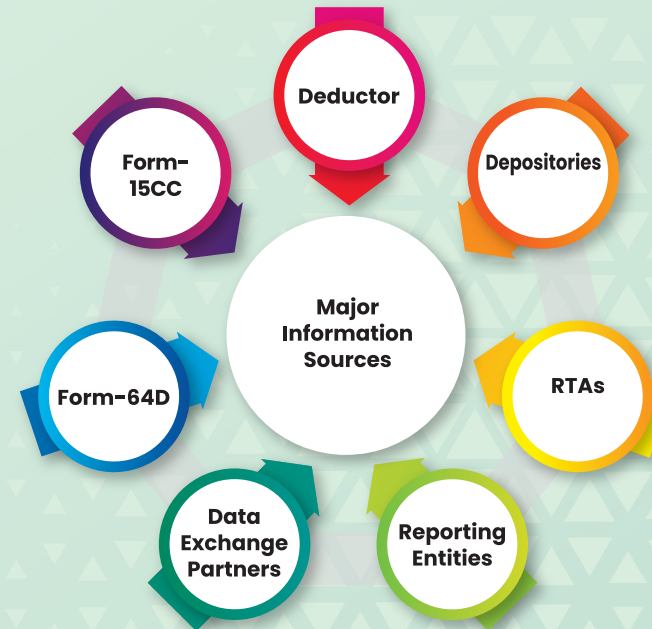 Deductor
Depositories
RTAs
Reporting
Entities
Data
Exchange
Partners
Form-64D
Form-
15CC
Major
Information
Sources